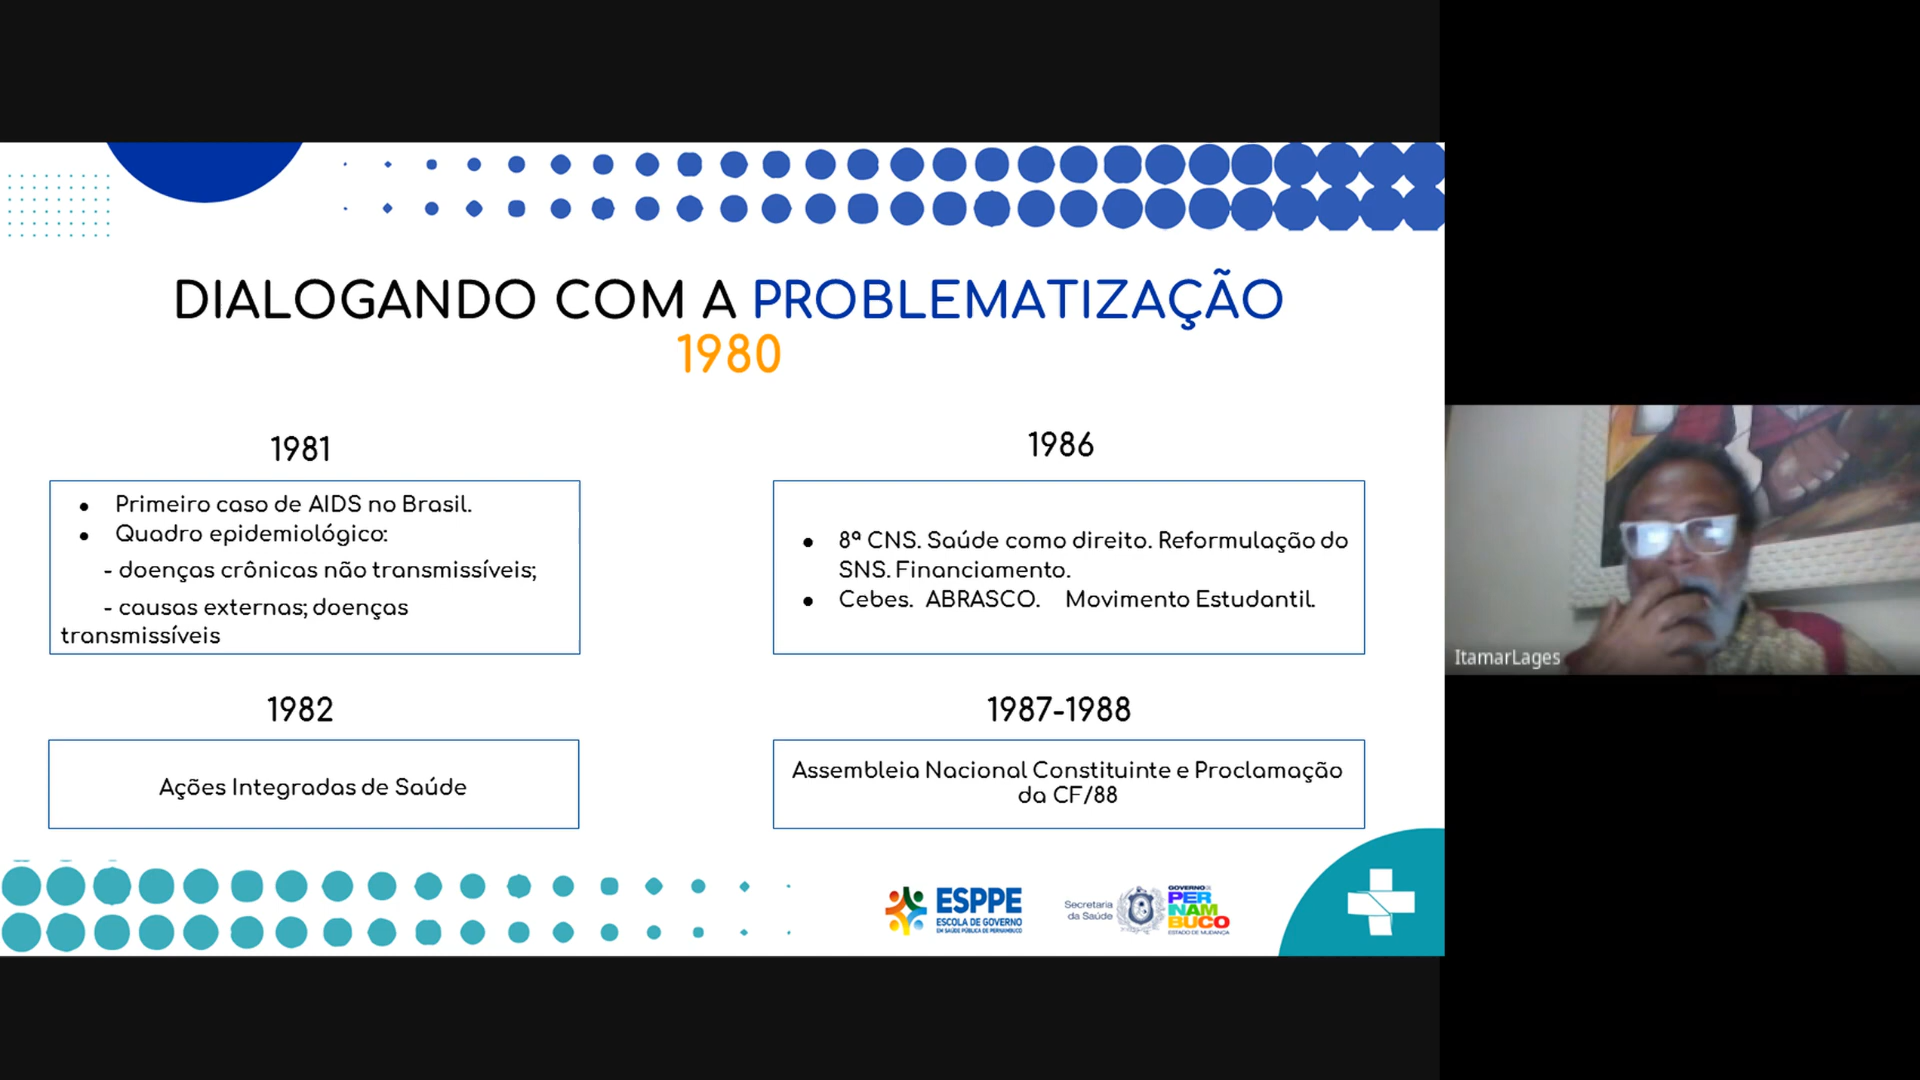 DIALOGANDO COM A PROBLEMATIZAÇÃO
1980
1981
● Primeiro caso de AIDS no Brasil.
● Quadro epidemiológico:
- doenças crônicas não transmissíveis;
- causas externas; doenças
transmissíveis
1986
● 8ª CNS. Saúde como direito. Reformulação do
SNS. Financiamento.
● Cebes. ABRASCO. Movimento Estudantil.
1982
Ações Integradas de Saúde
1987-1988
Assembleia Nacional Constituinte e Proclamação
da CF/88
ESPPE
ESCOLA DE GOVERNO
EM SAÚDE PÚBLICA DE PERNAMBUCO
Secretaria
da Saúde
GOVERNO DE
PER
NAM
BUCO
ESTADO DE MUDANÇA
ItamarLages